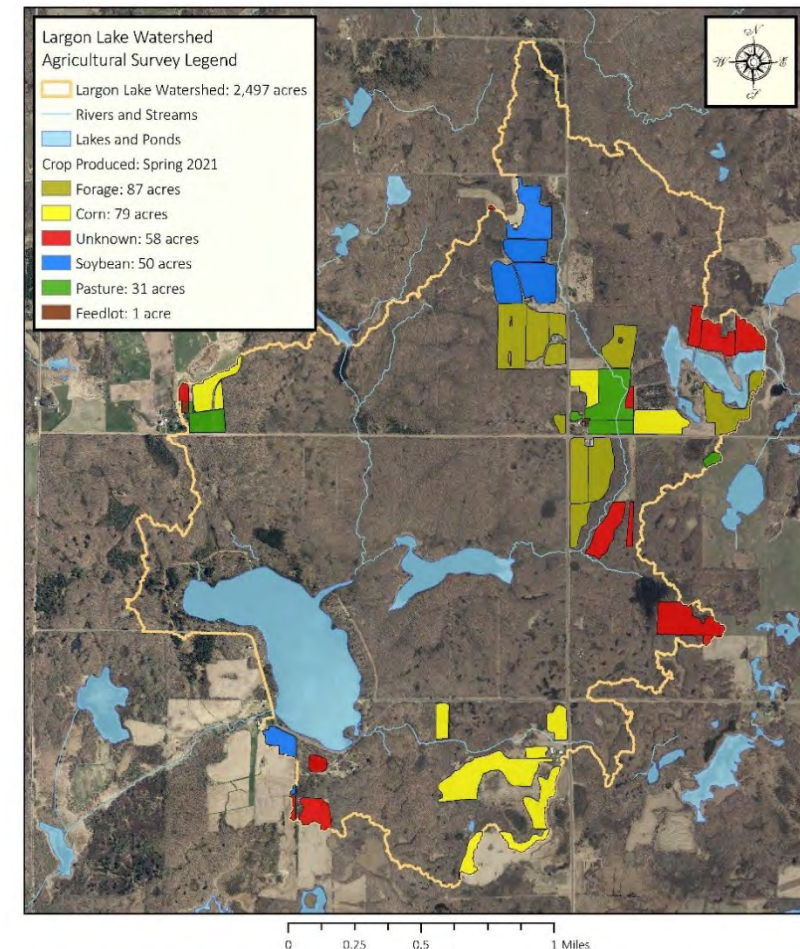 Largon Lake Watershed
Agricultural Survey Legend
Largon Lake Watershed: 2,497 acres
Rivers and Streams
Lakes and Ponds
Crop Produced: Spring 2021
Forage: 87 acres
Corn: 79 acres
Unknown: 58 acres
Soybean: 50 acres
Pasture: 31 acres
Feedlot: 1 acre
N
W E
S
0 0.25 0.5 1 Miles